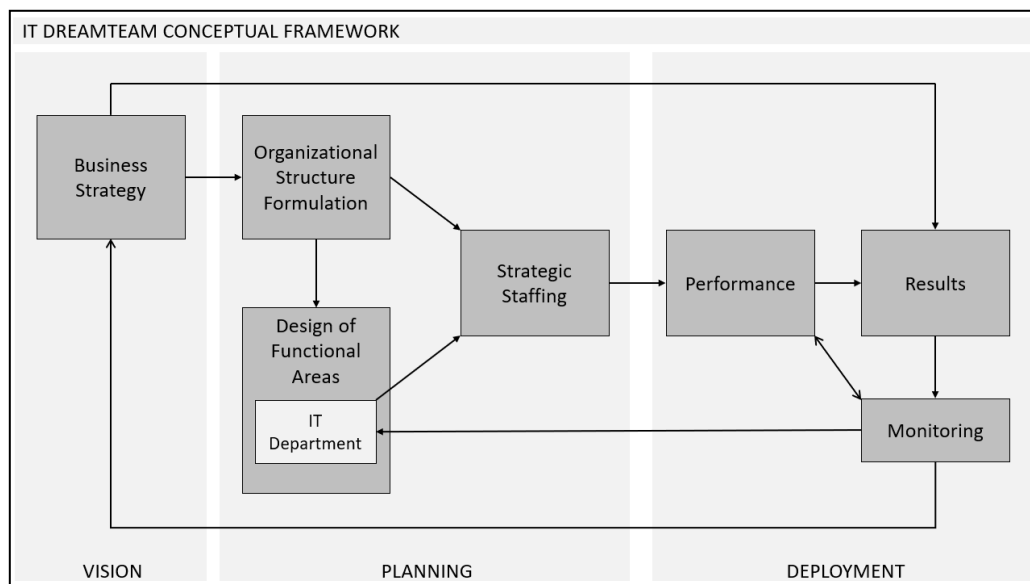 IT DREAMTEAM CONCEPTUAL FRAMEWORK
Business
Strategy
Organizational
Structure
Formulation
Design of
Functional
Areas
IT
Department
Strategic
Staffing
Performance
Results
Monitoring
VISION
PLANNING
DEPLOYMENT